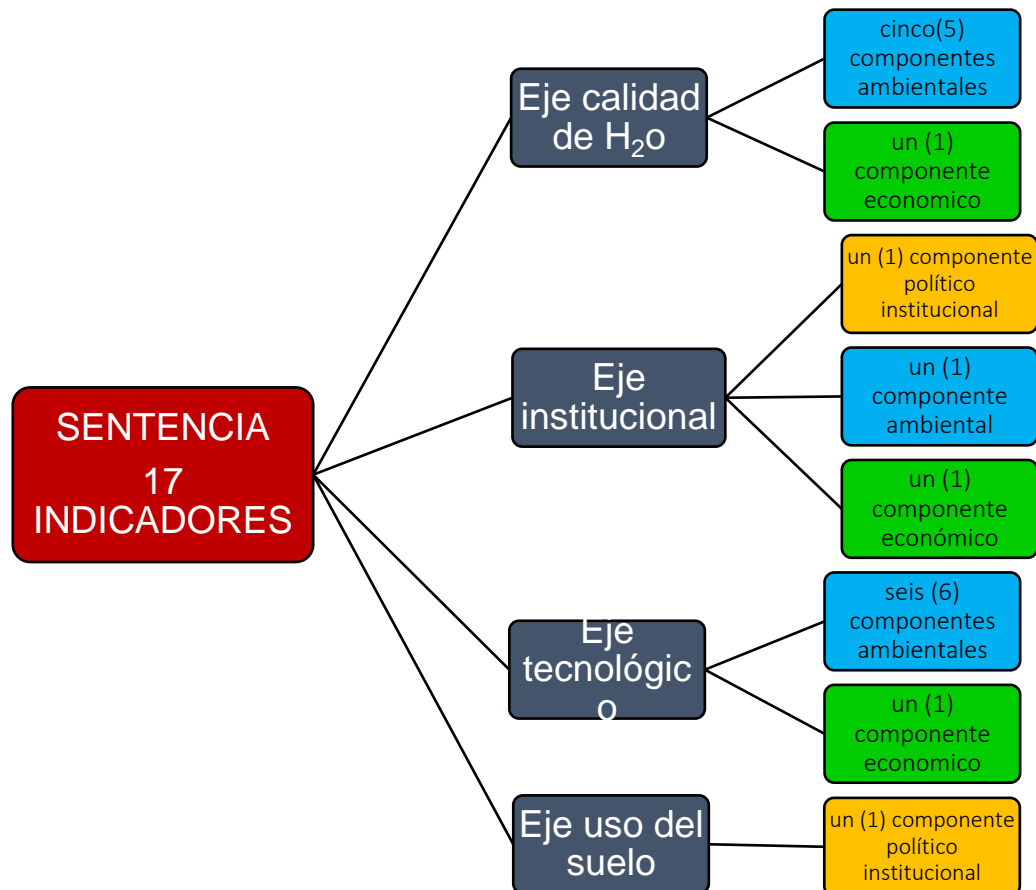 SENTENCIA
17
INDICADORES
Eje calidad
de H₂o
cinco(5)
componentes
ambientales
un (1)
componente
economico
Eje
institucional
un (1) componente
político
institucional
un (1)
componente
ambiental
un (1)
componente
económico
Eje
tecnológic
o
seis (6)
componentes
ambientales
un (1)
componente
economico
Eje uso del
suelo
un (1) componente
político
institucional